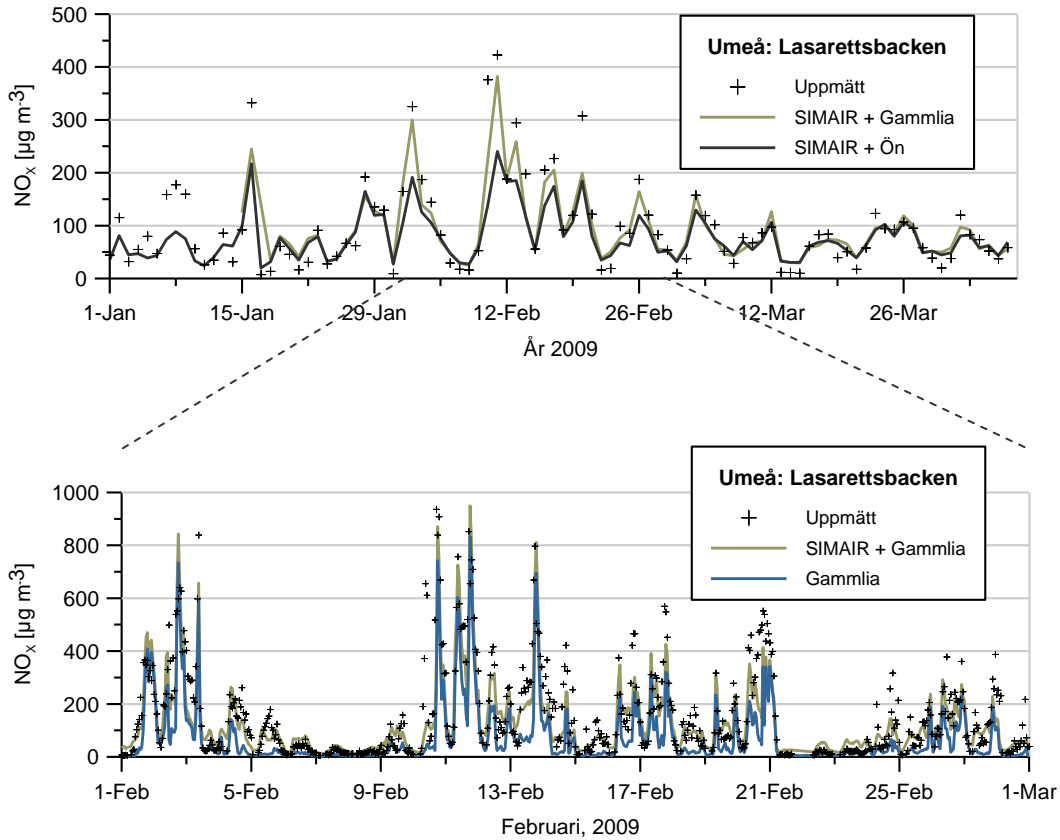 500
400
300
200
100
0
NOX [µg m-3]
Umeå: Lasarettsbacken
Uppmätt
SIMAIR + Gammlia
SIMAIR + Ön
1-Jan 15-Jan 29-Jan 12-Feb 26-Feb 12-Mar 26-Mar
År 2009
1000
800
600
400
200
0
NOX [µg m-3]
Umeå: Lasarettsbacken
Uppmätt
SIMAIR + Gammlia
Gammlia
1-Feb 5-Feb 9-Feb 13-Feb 17-Feb 21-Feb 25-Feb 1-Mar
Februari, 2009